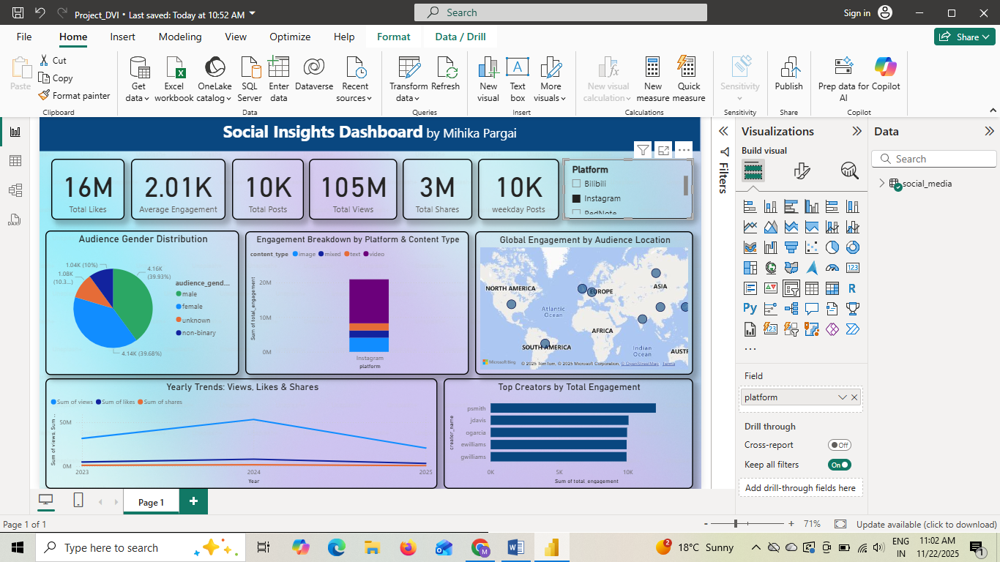 Project_DVI • Last saved: Today at 10:52 AM
Search
Sign in
File Home Insert Modeling View Optimize Help Format Data / Drill
Share
Paste
Cut
Copy
Format painter
Clipboard
Get data
Excel workbook
OneLake catalog
SQL Server
Enter data
Dataverse
Recent sources
Data
Transform data
Refresh
Queries
New visual
Text box
More visuals
Insert
New visual calculation
New measure
Quick measure
Calculations
Sensitivity
Sensitivity
Publish
Share
Prep data for AI
Copilot
Copilot
Social Insights Dashboard by Mihika Pargai
16M
Total Likes
2.01K
Average Engagement
10K
Total Posts
105M
Total Views
3M
Total Shares
10K
weekday Posts
Platform
Bilibili
Instagram
RedNote
Audience Gender Distribution
1.04K (10%)
1.08K
(10.3...)
4.16K
(39.93%)
4.14K (39.68%)
audience_gend...
male
female
unknown
non-binary
Engagement Breakdown by Platform & Content Type
content_type image mixed text video
Sum of total_engagement
20M
10M
0M
Instagram
platform
Global Engagement by Audience Location
NORTH AMERICA
EUROPE
ASIA
Atlantic
Ocean
AFRICA
SOUTH AMERICA
Indian
Ocean
AUSTR
Microsoft Bing
© 2025 TomTom, © 2025 Microsoft Corporation, © OpenStreetMap Terms
Yearly Trends: Views, Likes & Shares
Sum of views Sum of likes Sum of shares
Sum of views, Sum ...
50M
0M
2023 2024 2025
Year
Top Creators by Total Engagement
creator_name
psmith
jdavis
ogarcia
ewilliams
gwilliams
0K 5K 10K
Sum of total_engagement
Filters
Visualizations
Build visual
R
Py
123
...
Field
platform
Drill through
Cross-report Off
Keep all filters On
Add drill-through fields here
Data
Search
social_media
Page 1
Page 1 of 1
71%
Update available (click to download)
Type here to search
2
18°C Sunny
ENG
IN
11:02 AM
11/22/2025
1